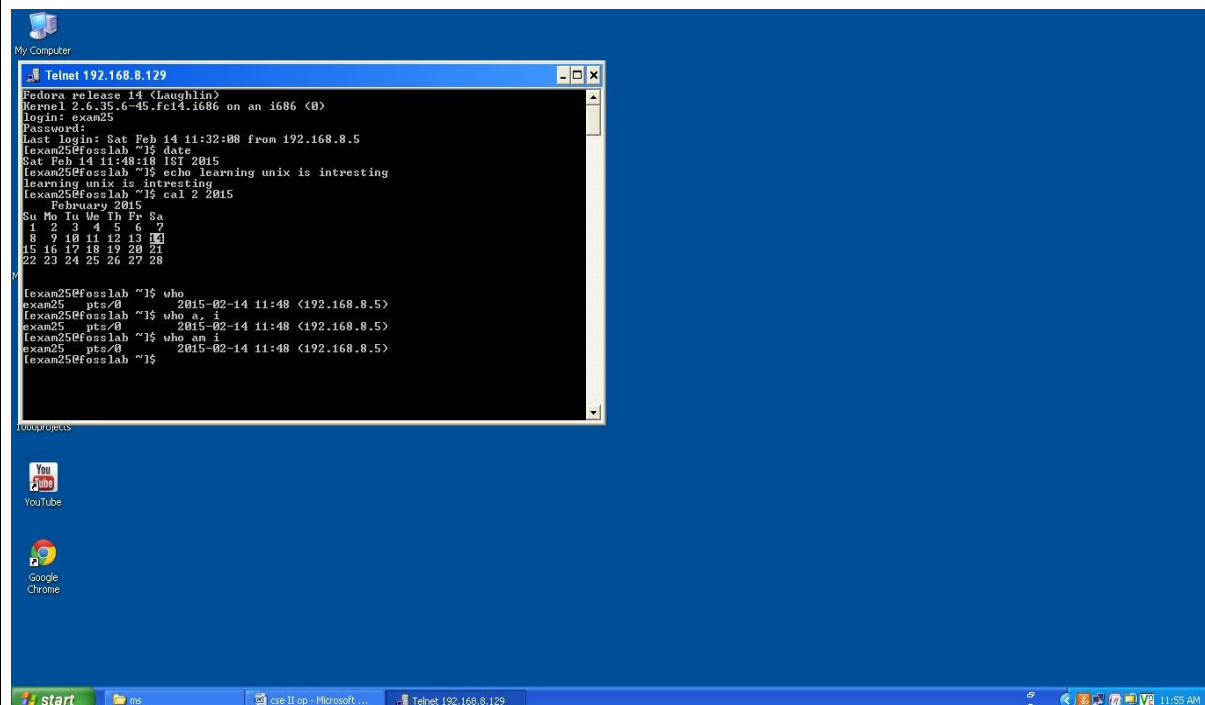 My Computer
Telnet 192.168.8.129
Fedora release 14 (Laughlin)
Kernel 2.6.35.6-45.fc14.i686 on an i686 (0)
login: exam25
Password:
Last login: Sat Feb 14 11:32:08 from 192.168.8.5
[exam25@fosslab ~]$ date
Sat Feb 14 11:48:18 IST 2015
[exam25@fosslab ~]$ echo learning unix is intresting
learning unix is intresting
[exam25@fosslab ~]$ cal 2 2015
February 2015
Su Mo Tu We Th Fr Sa
1 2 3 4 5 6 7
8 9 10 11 12 13 14
15 16 17 18 19 20 21
22 23 24 25 26 27 28
[exam25@fosslab ~]$ who
exam25 pts/0 2015-02-14 11:48 (192.168.8.5)
[exam25@fosslab ~]$ who a, i
exam25 pts/0 2015-02-14 11:48 (192.168.8.5)
[exam25@fosslab ~]$ who am i
exam25 pts/0 2015-02-14 11:48 (192.168.8.5)
[exam25@fosslab ~]$
1000projects
You
Tube
YouTube
Google
Chrome
start
ms
cse II op - Microsoft ...
Telnet 192.168.8.129
11:55 AM